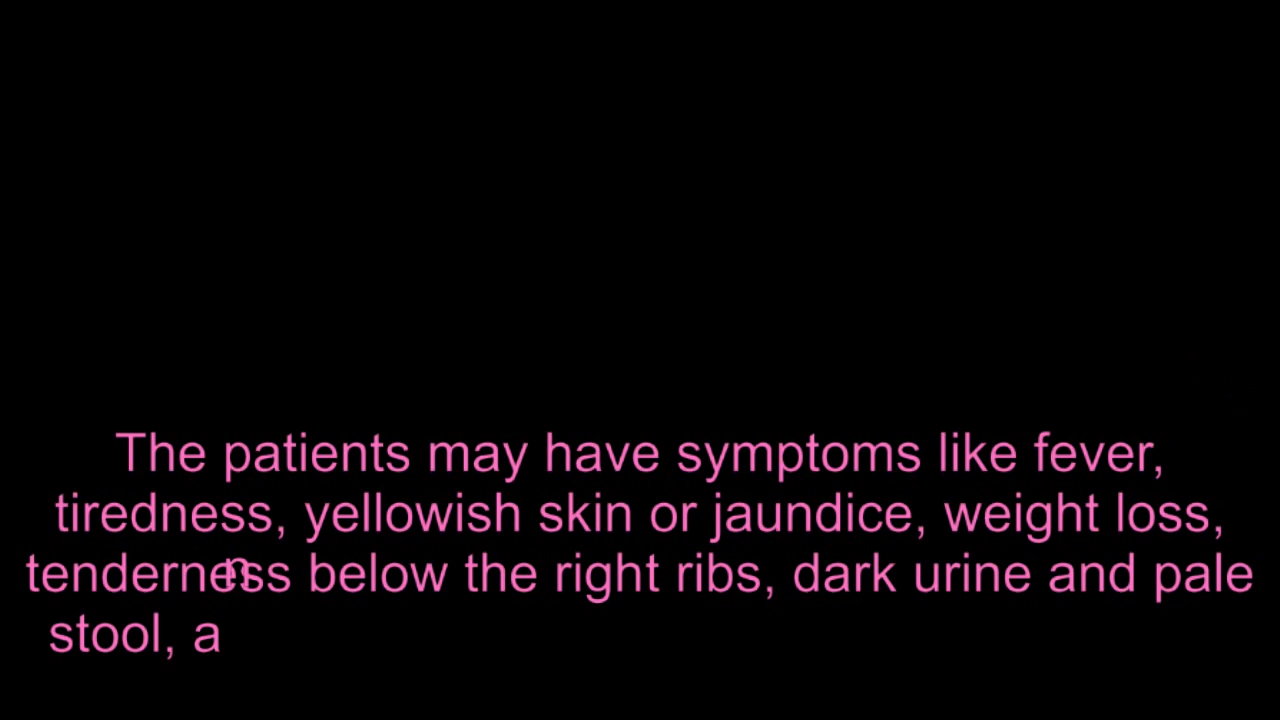 The patients may have symptoms like fever,
tiredness, yellowish skin or jaundice, weight loss,
tenderness below the right ribs, dark urine and pale
stool, a